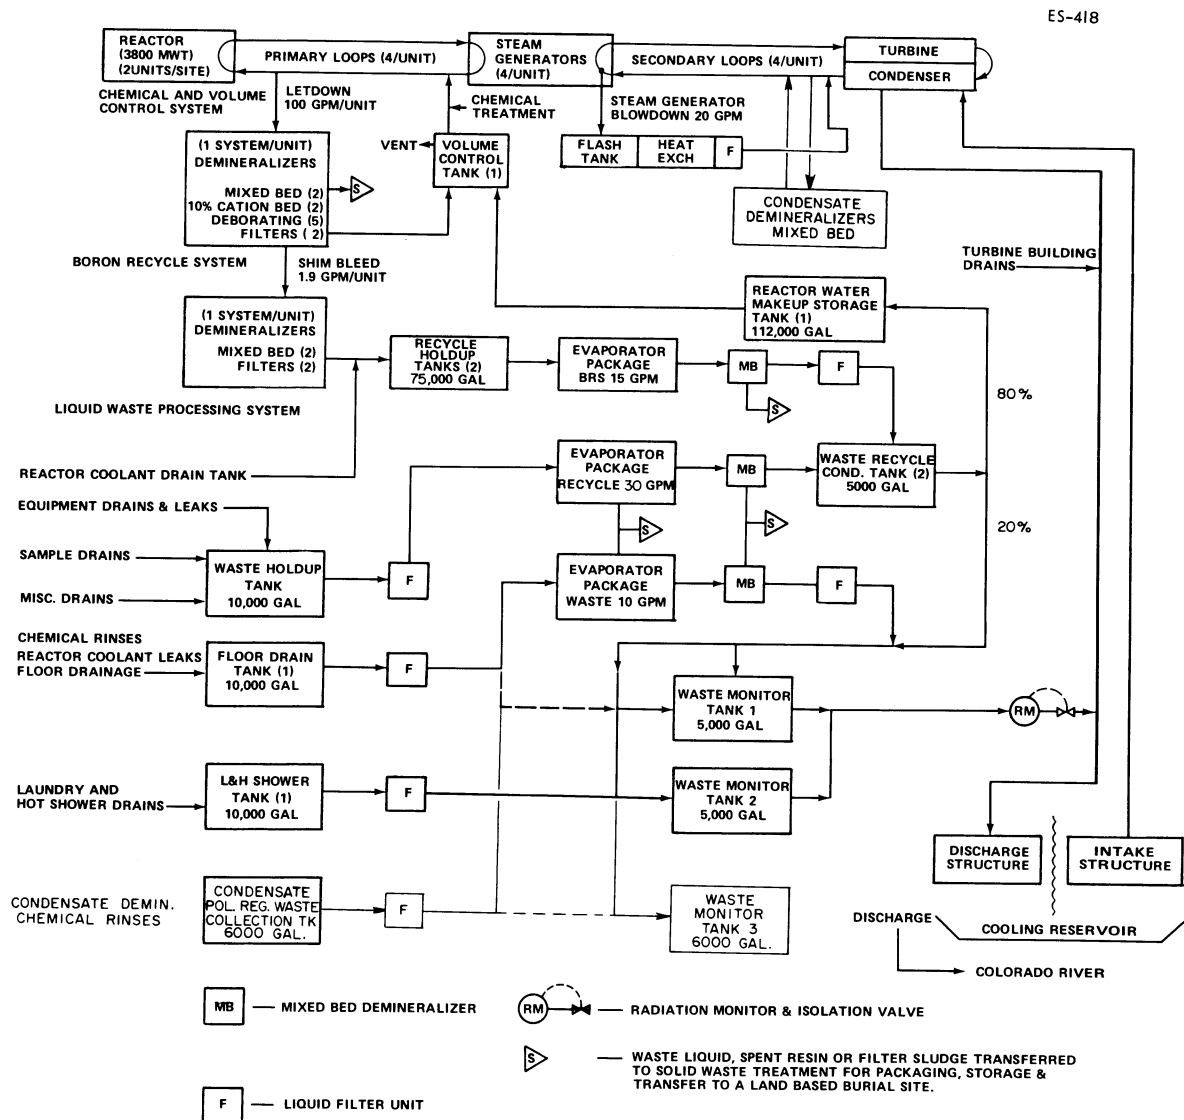 ES-418
REACTOR
(3800 MWT)
(2UNITS/SITE)
PRIMARY LOOPS (4/UNIT)
STEAM
GENERATORS
(4/UNIT)
SECONDARY LOOPS (4/UNIT)
TURBINE
CONDENSER
CHEMICAL AND VOLUME
CONTROL SYSTEM
LETDOWN
100 GPM/UNIT
CHEMICAL
TREATMENT
STEAM GENERATOR
BLOWDOWN 20 GPM
(1 SYSTEM/UNIT)
DEMINERALIZERS
MIXED BED (2)
10% CATION BED (2)
DEBORATING (5)
FILTERS (2)
S
VENT
VOLUME
CONTROL
TANK (1)
FLASH
TANK
HEAT
EXCH
F
CONDENSATE
DEMINERALIZERS
MIXED BED
TURBINE BUILDING
DRAINS
BORON RECYCLE SYSTEM
SHIM BLEED
1.9 GPM/UNIT
REACTOR WATER
MAKEUP STORAGE
TANK (1)
112,000 GAL
(1 SYSTEM/UNIT)
DEMINERALIZERS
MIXED BED (2)
FILTERS (2)
RECYCLE
HOLDUP
TANKS (2)
75,000 GAL
EVAPORATOR
PACKAGE
BRS 15 GPM
MB
F
S
80%
LIQUID WASTE PROCESSING SYSTEM
REACTOR COOLANT DRAIN TANK
EVAPORATOR
PACKAGE
RECYCLE 30 GPM
MB
WASTE RECYCLE
COND. TANK (2)
5000 GAL
EQUIPMENT DRAINS & LEAKS
S
S
20%
SAMPLE DRAINS
MISC. DRAINS
WASTE HOLDUP
TANK
10,000 GAL
F
EVAPORATOR
PACKAGE
WASTE 10 GPM
MB
F
CHEMICAL RINSES
REACTOR COOLANT LEAKS
FLOOR DRAINAGE
FLOOR DRAIN
TANK (1)
10,000 GAL
F
WASTE MONITOR
TANK 1
5,000 GAL
RM
LAUNDRY AND
HOT SHOWER DRAINS
L&H SHOWER
TANK (1)
10,000 GAL
F
WASTE MONITOR
TANK 2
5,000 GAL
DISCHARGE
STRUCTURE
INTAKE
STRUCTURE
CONDENSATE DEMIN.
CHEMICAL RINSES
CONDENSATE
POL. REG. WASTE
COLLECTION TK
6000 GAL.
F
WASTE
MONITOR
TANK 3
6000 GAL.
DISCHARGE
COOLING RESERVOIR
COLORADO RIVER
MB — MIXED BED DEMINERALIZER
RM — RADIATION MONITOR & ISOLATION VALVE
S — WASTE LIQUID, SPENT RESIN OR FILTER SLUDGE TRANSFERRED
TO SOLID WASTE TREATMENT FOR PACKAGING, STORAGE &
TRANSFER TO A LAND BASED BURIAL SITE.
F — LIQUID FILTER UNIT